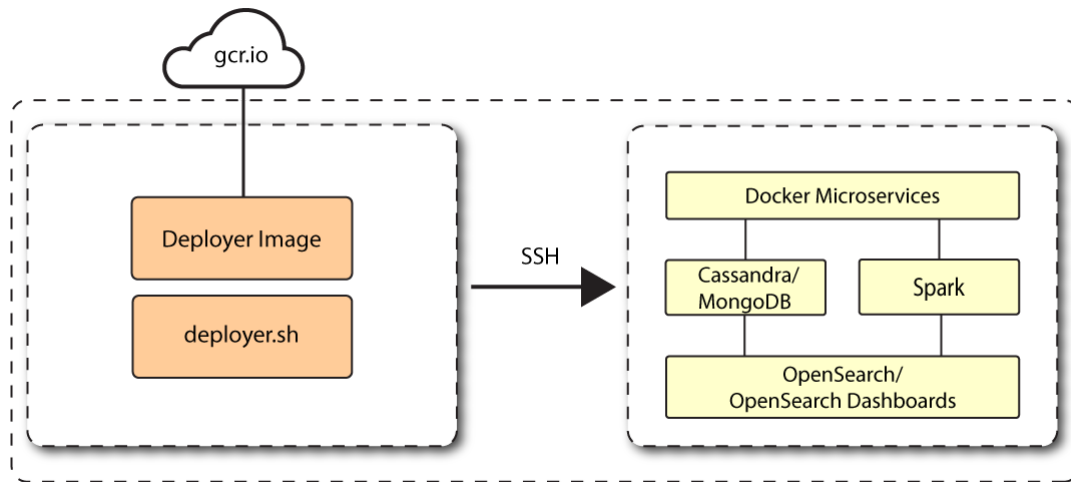 gcr.io
Deployer Image
deployer.sh
SSH
Docker Microservices
Cassandra/
MongoDB
Spark
OpenSearch/
OpenSearch Dashboards